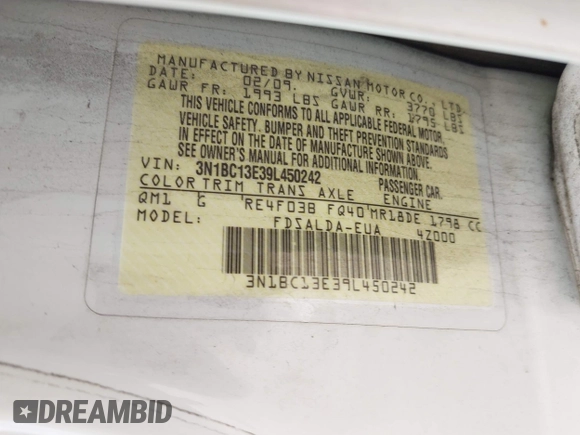 MANUFACTURED BY NISSAN MOTOR CO., LTD.
DATE: 02/09. GVWR: 3770 LBS
GAWR FR: 1993 LBS GAWR RR: 1795 LBS
THIS VEHICLE CONFORMS TO ALL APPLICABLE FEDERAL MOTOR
VEHICLE SAFETY, BUMPER AND THEFT PREVENTION STANDARDS
IN EFFECT ON THE DATE OF MANUFACTURE SHOWN ABOVE.
SEE OWNER'S MANUAL FOR ADDITIONAL INFORMATION.
VIN: 3N1BC13E39L450242 PASSENGER CAR.
COLOR TRIM TRANS AXLE ENGINE
QM1 G RE4F03B FQ40 MR18DE 1798 CC
MODEL: FDSALDA-EUA 4Z000
3N1BC13E39L450242
DREAMBID